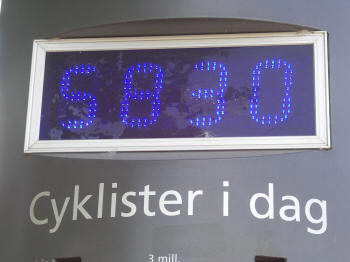 5830
Cyklister i dag
3 mill.